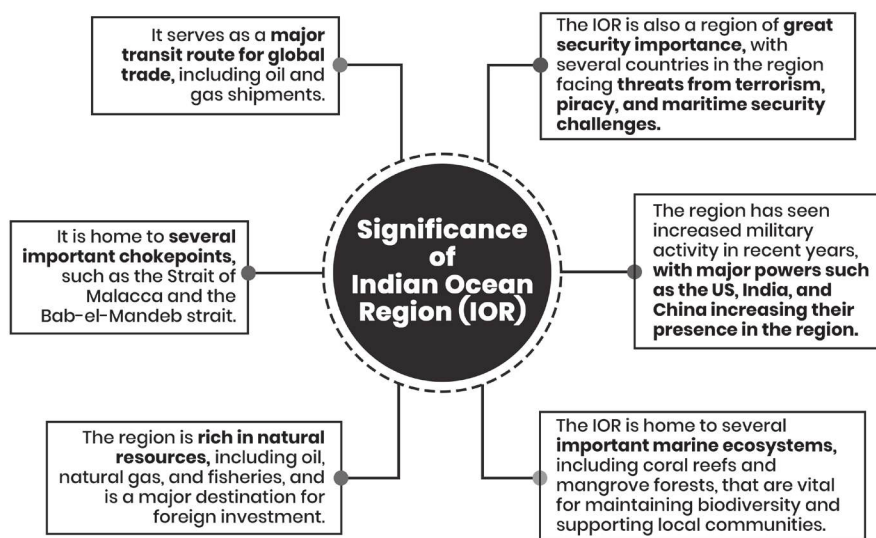 It serves as a major
transit route for global
trade, including oil and
gas shipments.
The IOR is also a region of great
security importance, with
several countries in the region
facing threats from terrorism,
piracy, and maritime security
challenges.
Significance
of
Indian Ocean
Region (IOR)
It is home to several
important chokepoints,
such as the Strait of
Malacca and the
Bab-el-Mandeb strait.
The region has seen
increased military
activity in recent years,
with major powers such
as the US, India, and
China increasing their
presence in the region.
The region is rich in natural
resources, including oil,
natural gas, and fisheries, and
is a major destination for
foreign investment.
The IOR is home to several
important marine ecosystems,
including coral reefs and
mangrove forests, that are vital
for maintaining biodiversity and
supporting local communities.